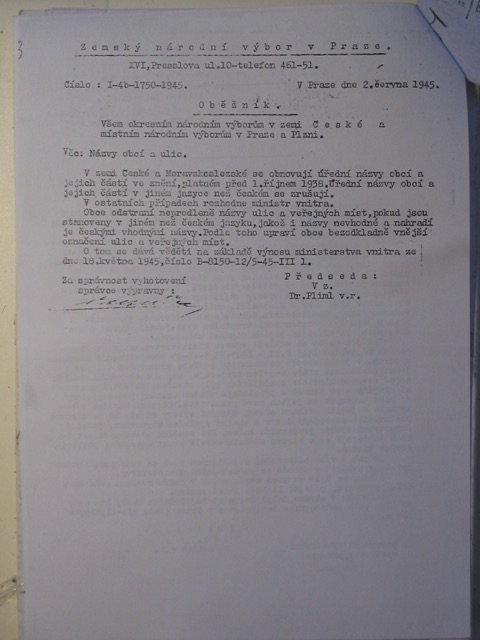 3
Zemský národní výbor v Praze.
XVI, Preslova ul.10-telefon 461-51.
Číslo : I-4b-1750-1945. V Praze dne 2.června 1945.
Oběžník.
Všem okresním národním výborům v zemi České a
místním národním výborům v Praze a Plzni.
Věc: Názvy obcí a ulic.
V zemi České a Moravskoslezské se obnovují úřední názvy obcí a
jejich částí ve znění, platném před 1.říjnem 1938. Úřední názvy obcí a
jejich částí v jiném jazyce než českém se zrušují.
V ostatních případech rozhodne ministr vnitra.
Obce odstraní neprodleně názvy ulic a veřejných míst, pokud jsou
stanoveny v jiném než českém jazyku, jakož i názvy nevhodné a nahradí
je českými vhodnými názvy. Podle toho upraví obce bezodkladně vnější
označení ulic a veřejných míst.
O tom se dává věděti na základě výnosu ministerstva vnitra ze
dne 18.května 1945, číslo B-8150-12/5-45-III 1.
Za správnost vyhotovení
správce výpravny :
Předseda :
Vz.
Dr.Pliml v.r.